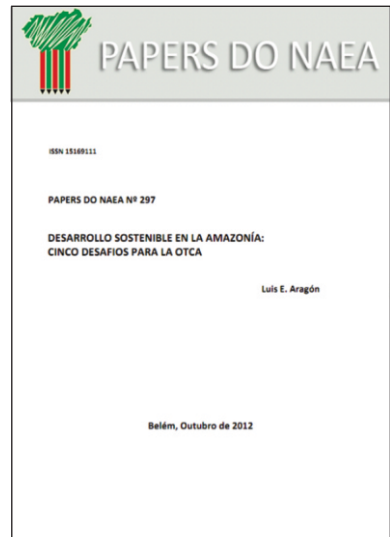 PAPERS DO NAEA
ISSN 15169111
PAPERS DO NAEA Nº 297
DESARROLLO SOSTENIBLE EN LA AMAZONÍA:
CINCO DESAFIOS PARA LA OTCA
Luis E. Aragón
Belém, Outubro de 2012